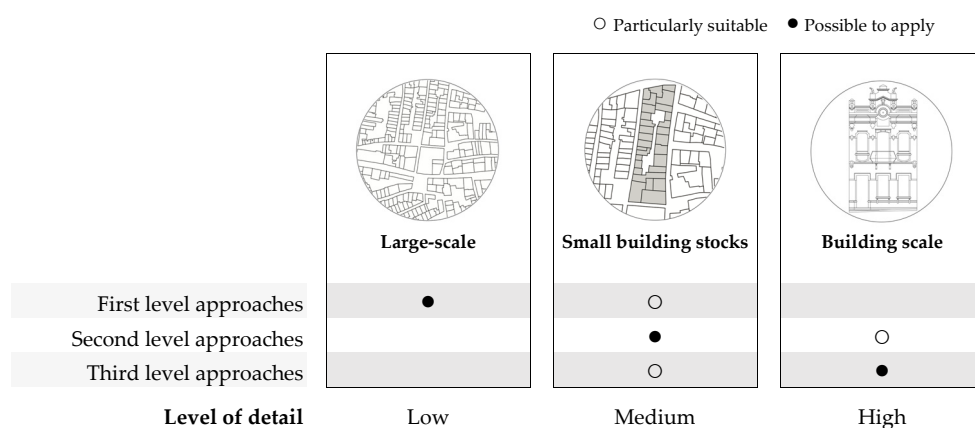 ○ Particularly suitable ● Possible to apply
Large-scale Small building stocks Building scale
First level approaches ● ○
Second level approaches ● ○
Third level approaches ○ ●
Level of detail Low Medium High